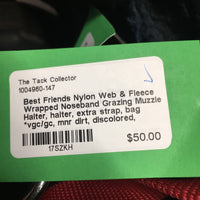 The Tack Collector
1004960-147
Best Friends Nylon Web & Fleece
Wrapped Noseband Grazing Muzzle
Halter, halter, extra strap, bag
*vgc/gc, mnr dirt, discolored,
$50.00
17SZKH